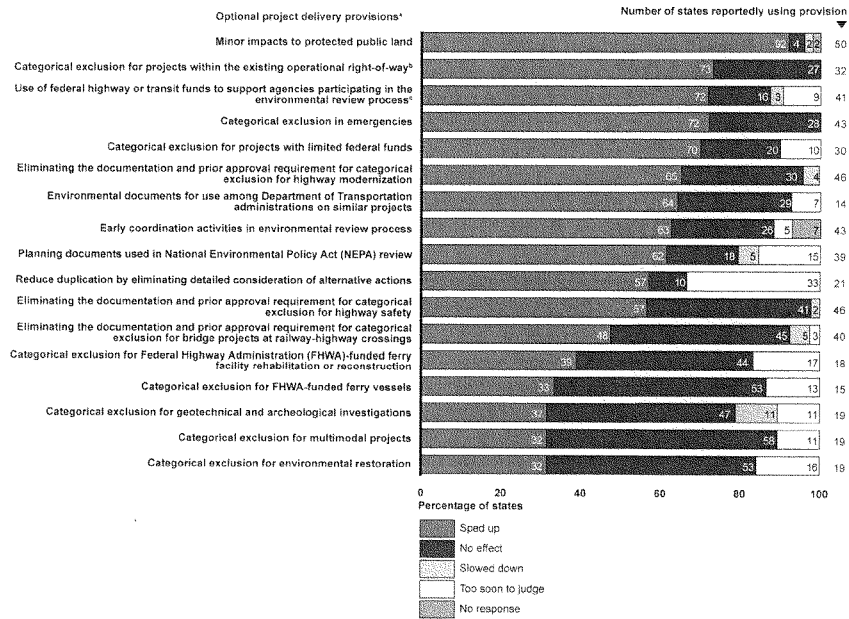 Optional project delivery provisionsª
Number of states reportedly using provision
Minor impacts to protected public land 92 4 2 2 50
Categorical exclusion for projects within the existing operational right-of-wayᵇ 73 27 32
Use of federal highway or transit funds to support agencies participating in the
environmental review processᶜ 72 16 3 9 41
Categorical exclusion in emergencies 72 28 43
Categorical exclusion for projects with limited federal funds 70 20 10 30
Eliminating the documentation and prior approval requirement for categorical
exclusion for highway modernization 65 30 4 46
Environmental documents for use among Department of Transportation
administrations on similar projects 64 29 7 14
Early coordination activities in environmental review process 63 26 5 7 43
Planning documents used in National Environmental Policy Act (NEPA) review 62 18 5 15 39
Reduce duplication by eliminating detailed consideration of alternative actions 57 10 33 21
Eliminating the documentation and prior approval requirement for categorical
exclusion for highway safety 57 41 2 46
Eliminating the documentation and prior approval requirement for categorical
exclusion for bridge projects at railway-highway crossings 48 45 5 3 40
Categorical exclusion for Federal Highway Administration (FHWA)-funded ferry
facility rehabilitation or reconstruction 39 44 17 18
Categorical exclusion for FHWA-funded ferry vessels 33 53 13 15
Categorical exclusion for geotechnical and archeological investigations 32 47 11 11 19
Categorical exclusion for multimodal projects 32 58 11 19
Categorical exclusion for environmental restoration 32 53 16 19
0 20 40 60 80 100
Percentage of states
Sped up
No effect
Slowed down
Too soon to judge
No response